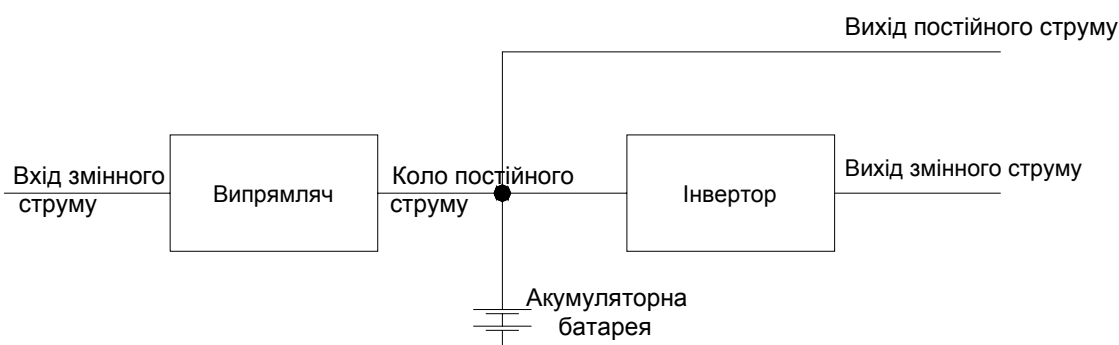 Вихід постійного струму
Вхід змінного
струму
Випрямляч
Коло постійного
струму
Інвертор
Вихід змінного струму
Акумуляторна
батарея